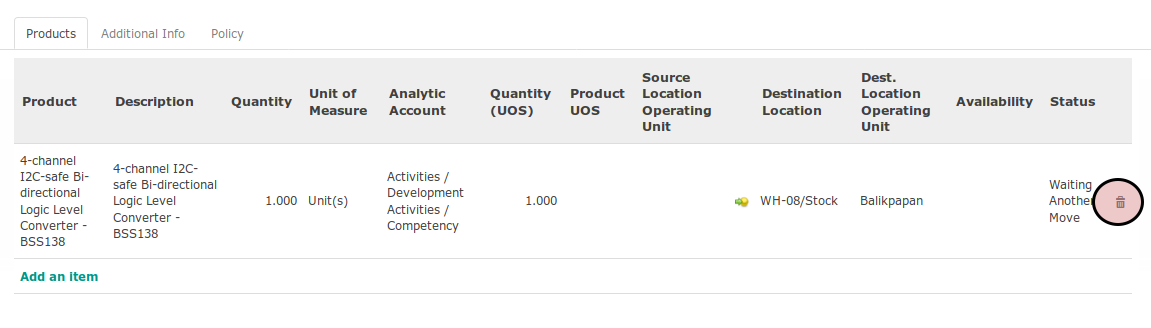 Products Additional Info Policy
Product Description Quantity Unit of Measure Analytic Account Quantity (UOS) Product UOS Source Location Operating Unit Destination Location Dest. Location Operating Unit Availability Status
4-channel I2C-safe Bi-directional Logic Level Converter - BSS138
4-channel I2C-safe Bi-directional Logic Level Converter - BSS138
1.000 Unit(s)
Activities / Development Activities / Competency
1.000
WH-08/Stock Balikpapan
Waiting Another Move
Add an item